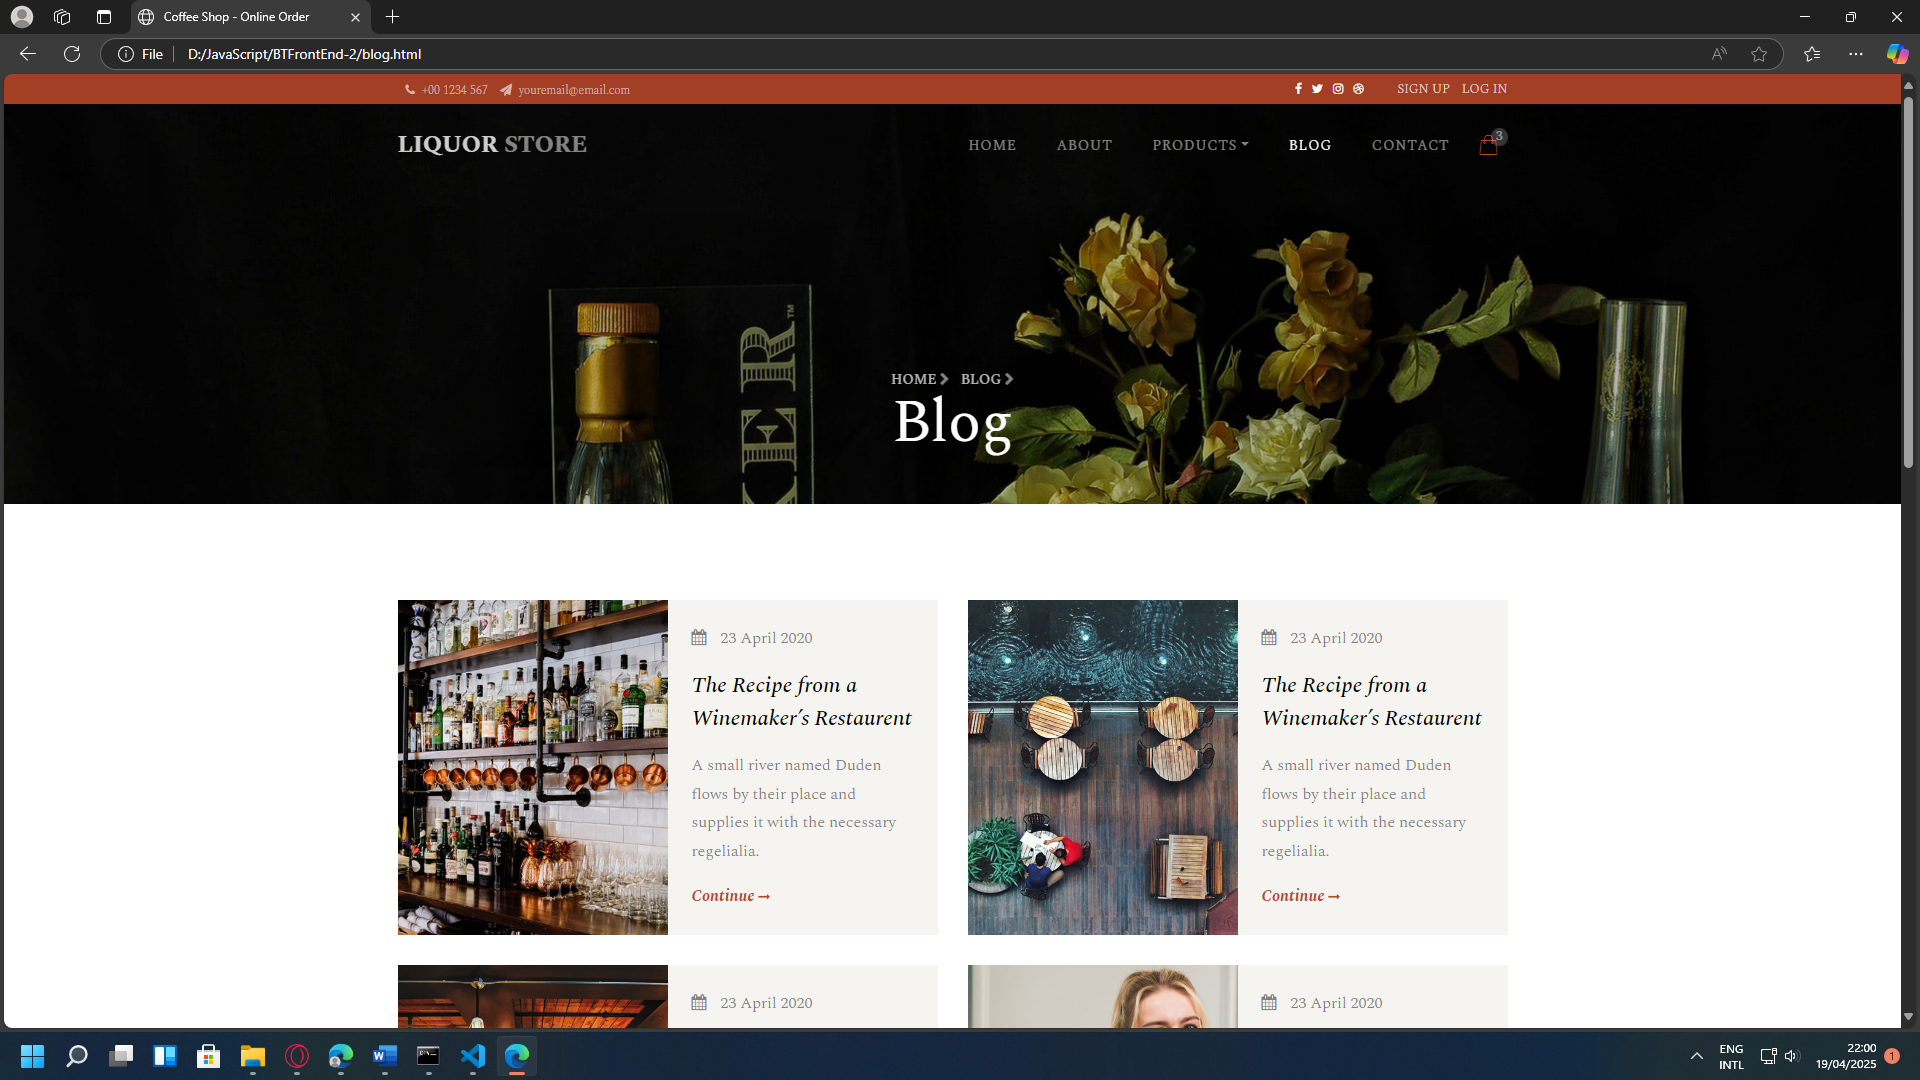 Coffee Shop - Online Order
File
D:/JavaScript/BTFrontEnd-2/blog.html
+00 1234 567
youremail@email.com
SIGN UP
LOG IN
LIQUOR STORE
HOME
ABOUT
PRODUCTS
BLOG
CONTACT
3
KER™
HOME
BLOG
Blog
23 April 2020
The Recipe from a
Winemaker's Restaurent
A small river named Duden
flows by their place and
supplies it with the necessary
regelialia.
Continue
23 April 2020
The Recipe from a
Winemaker's Restaurent
A small river named Duden
flows by their place and
supplies it with the necessary
regelialia.
Continue
23 April 2020
23 April 2020
ENG
INTL
22:00
19/04/2025
1